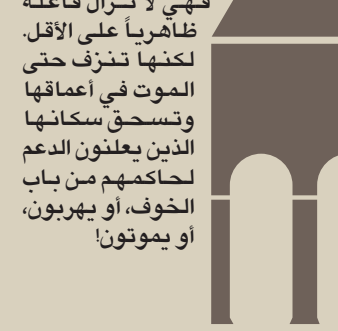 فهي لا تزال فاعلة
ظاهرياً على الأقل.
لكنها تنزف حتى
الموت في أعماقها
وتسحق سكانها
الذين يعلنون الدعم
لحاكمهم من باب
الخوف، أو يهربون،
أو يموتون!